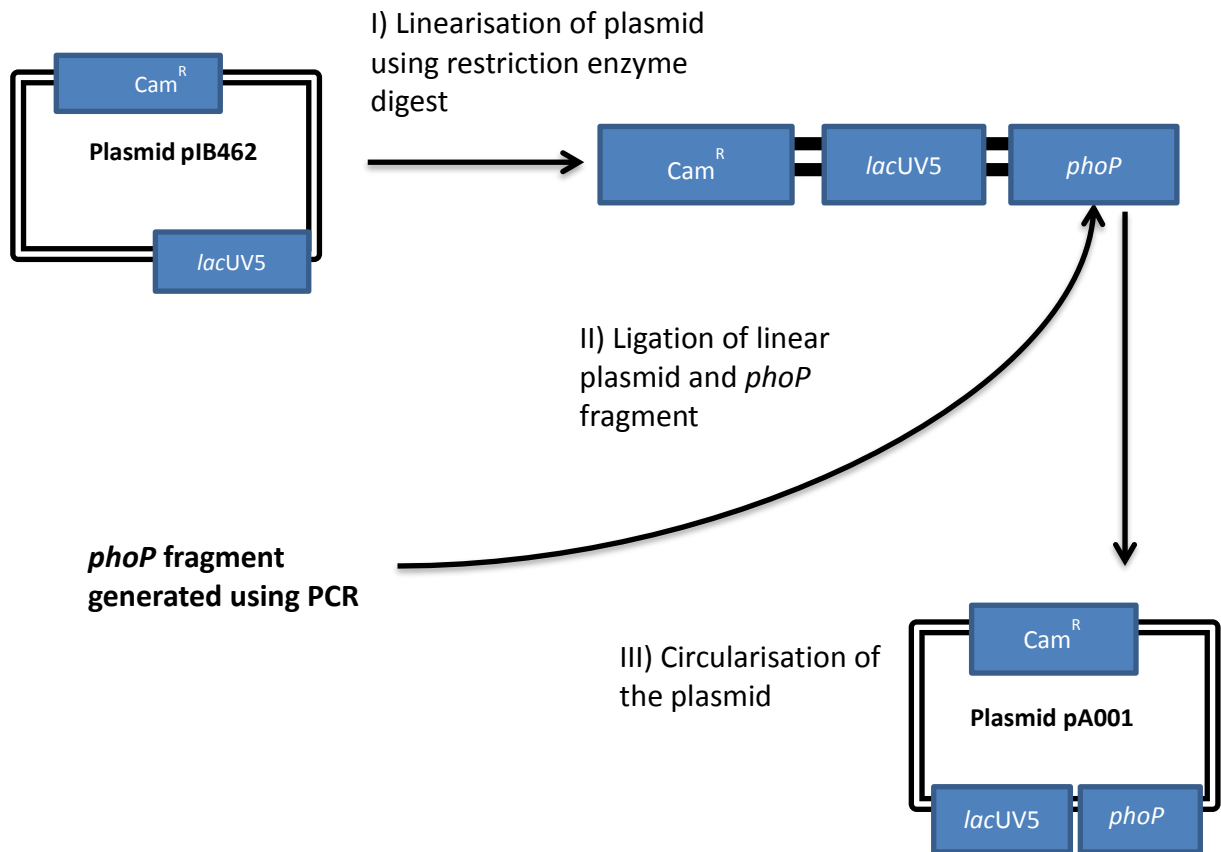 I) Linearisation of plasmid
using restriction enzyme
digest
Cam^R
Plasmid pIB462
lacUV5
Cam^R
lacUV5
phoP
II) Ligation of linear
plasmid and phoP
fragment
phoP fragment
generated using PCR
III) Circularisation of
the plasmid
Cam^R
Plasmid pA001
lacUV5
phoP